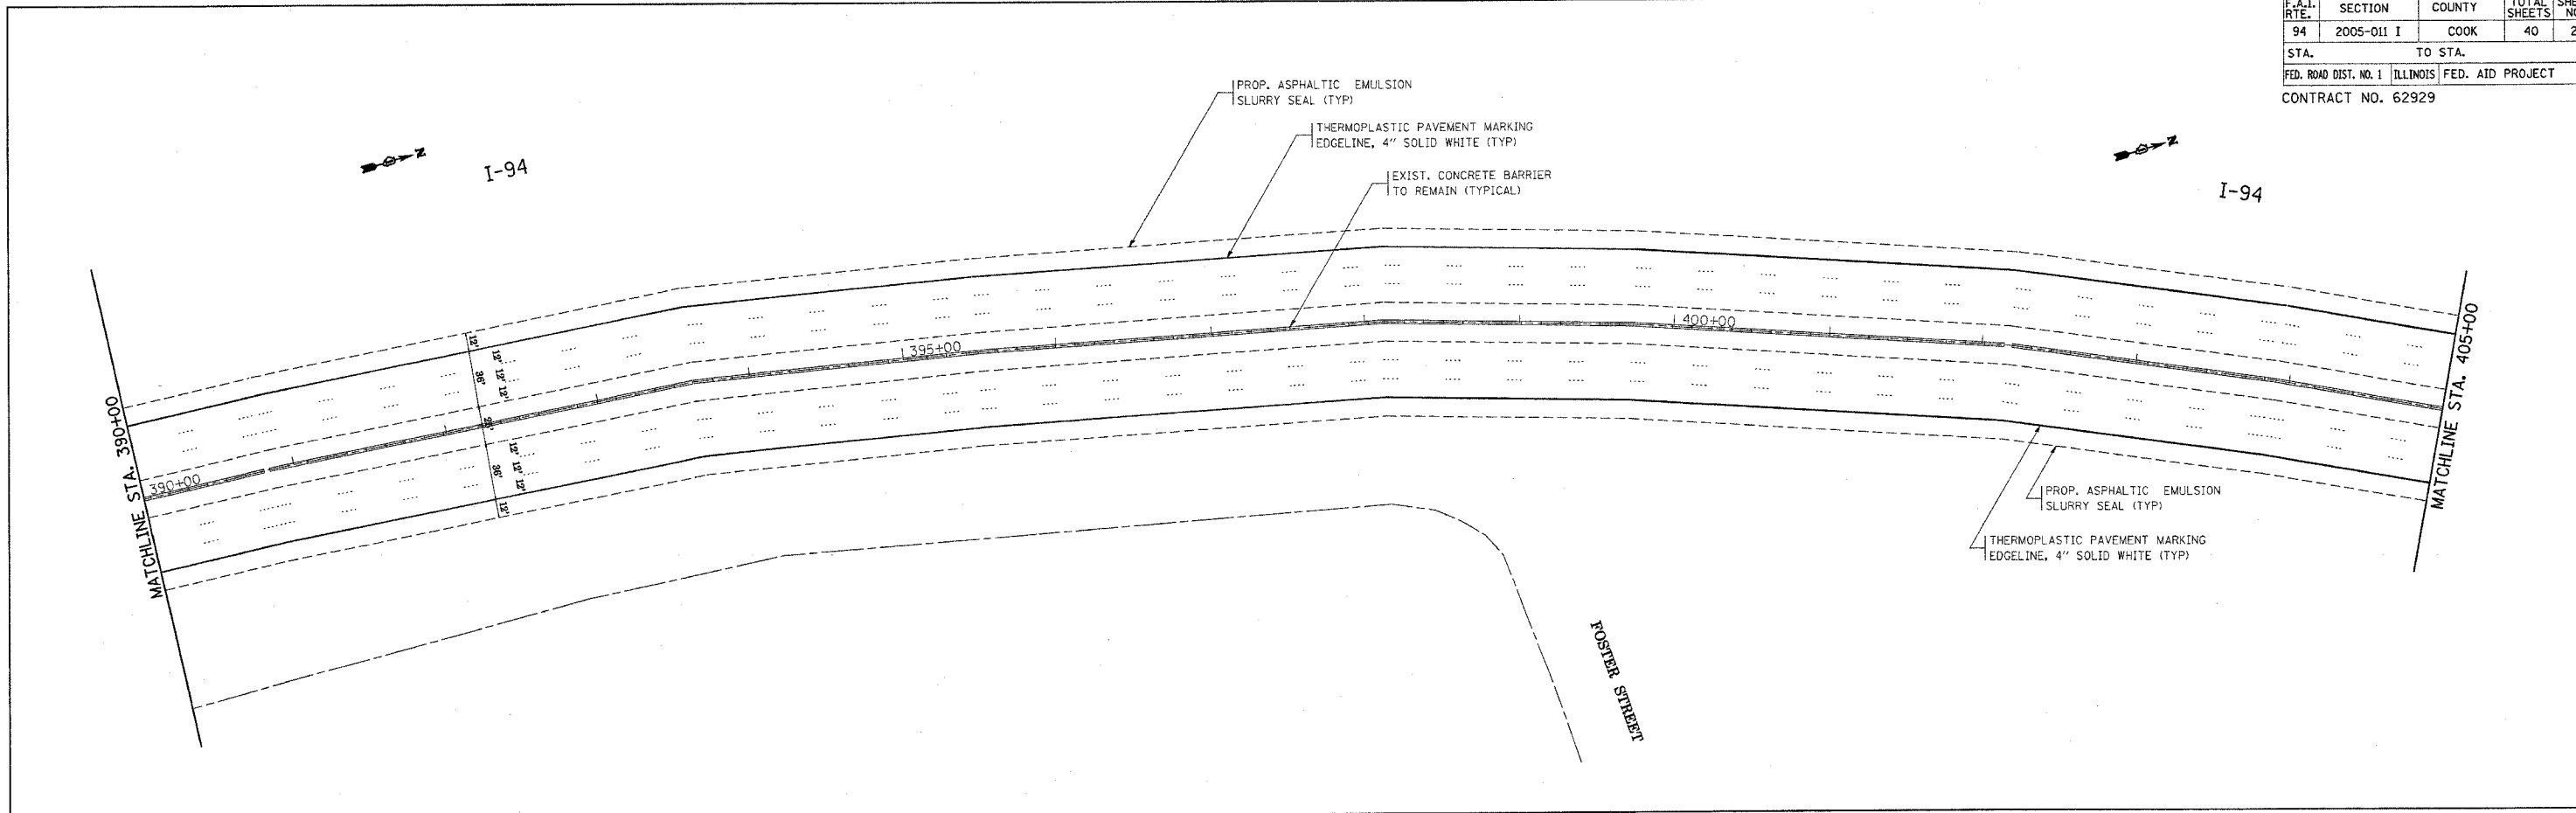 F.A.I. RTE. SECTION COUNTY TOTAL SHEETS
94 2005-011 I COOK 40
STA. TO STA.
FED. ROAD DIST. NO. 1 ILLINOIS FED. AID PROJECT
CONTRACT NO. 62929
PROP. ASPHALTIC EMULSION
SLURRY SEAL (TYP)
THERMOPLASTIC PAVEMENT MARKING
EDGELINE, 4" SOLID WHITE (TYP)
EXIST. CONCRETE BARRIER
TO REMAIN (TYPICAL)
Z
I-94
Z
I-94
MATCHLINE STA. 390+00
390+00
395+00
400+00
MATCHLINE STA. 405+00
12'
12' 12' 12'
36'
12' 12' 12'
36'
12'
PROP. ASPHALTIC EMULSION
SLURRY SEAL (TYP)
THERMOPLASTIC PAVEMENT MARKING
EDGELINE, 4" SOLID WHITE (TYP)
FOSTER STREET